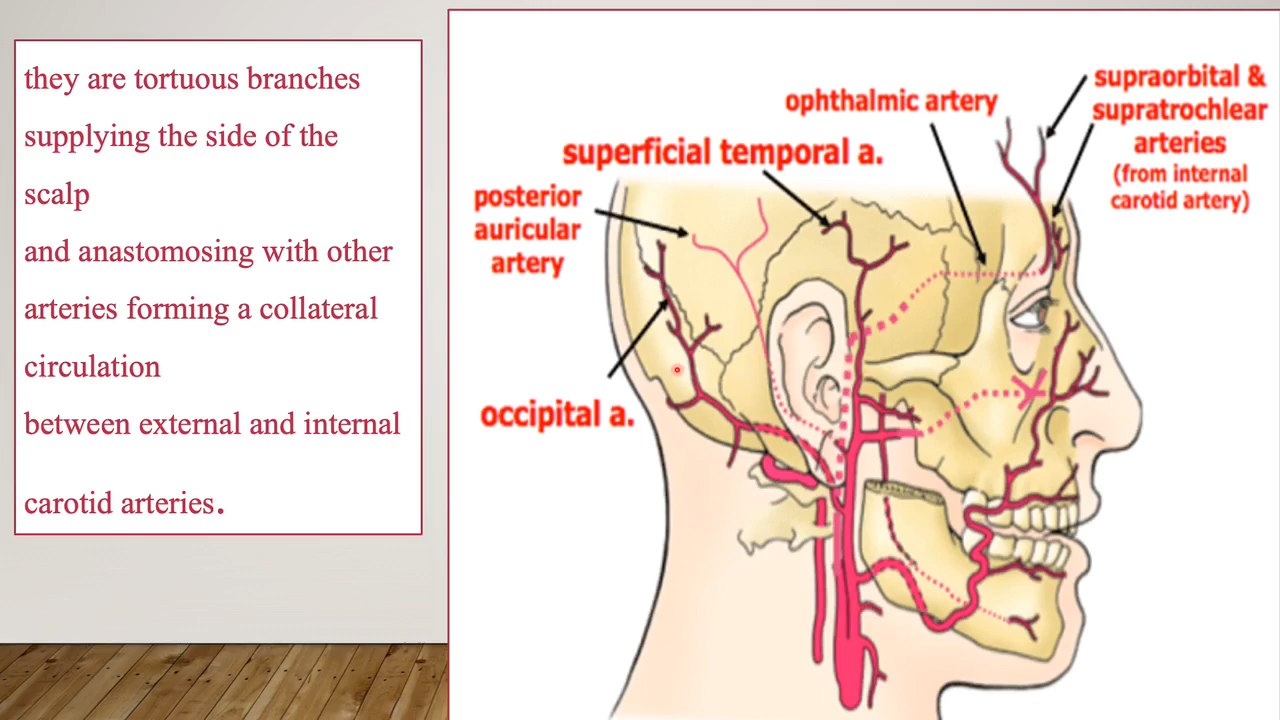 they are tortuous branches
supplying the side of the
scalp
and anastomosing with other
arteries forming a collateral
circulation
between external and internal
carotid arteries.
ophthalmic artery
supraorbital &
supratrochlear
arteries
(from internal
carotid artery)
superficial temporal a.
posterior
auricular
artery
occipital a.